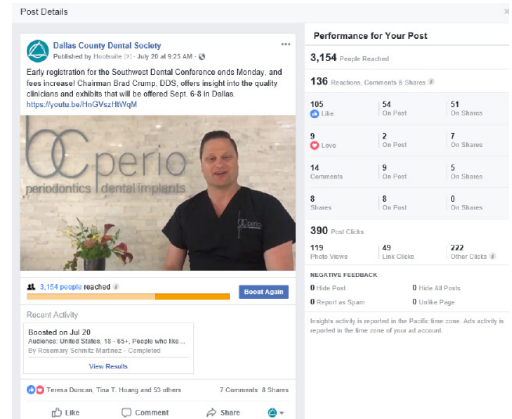 Post Details
Dallas County Dental Society
Published by Hootsuite [?] · July 20 at 9:25 AM ·
Early registration for the Southwest Dental Conference ends Monday, and
fees increase! Chairman Brad Crump, DDS, offers insight into the quality
clinicians and exhibits that will be offered Sept. 6-8 in Dallas.
https://youtu.be/
bc perio
periodontics | dental implants
3,154 people reached
Boost Again
Recent Activity
Boosted on Jul 20
Audience: United States, 18 - 65+, People who like ...
By Rosemary Schmitz Martinez · Completed
View Results
Teresa Duncan, Tina T. Hoang and 53 others
7 Comments 8 Shares
Like Comment Share
Performance for Your Post
3,154 People Reached
136 Reactions, Comments & Shares
105 54 51
Like On Post On Shares
9 2 7
Love On Post On Shares
14 9 5
Comments On Post On Shares
8 8 0
Shares On Post On Shares
390 Post Clicks
119 49 222
Photo Views Link Clicks Other Clicks
NEGATIVE FEEDBACK
0 Hide Post 0 Hide All Posts
0 Report as Spam 0 Unlike Page
Insights activity is reported in the Pacific time zone. Ads activity is
reported in the time zone of your ad account.